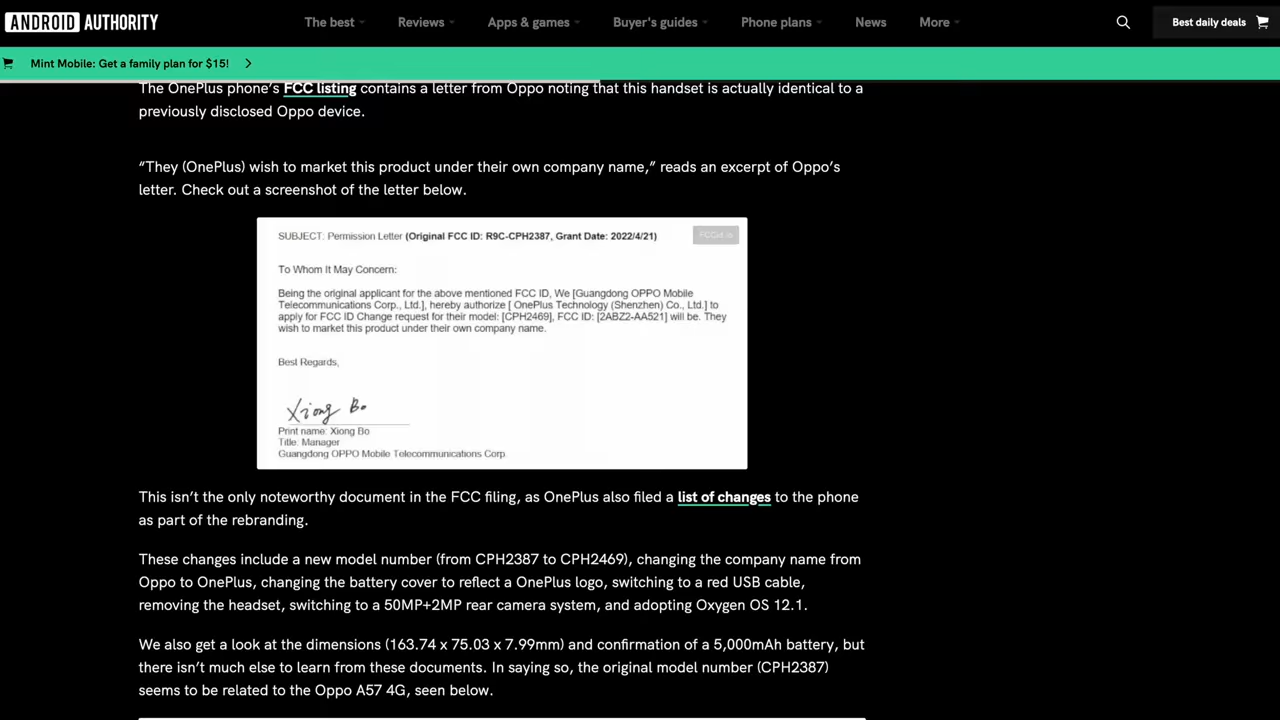 ANDROID AUTHORITY
The best
Reviews
Apps & games
Buyer's guides
Phone plans
News
More
Best daily deals
Mint Mobile: Get a family plan for $15!
The OnePlus phone's FCC listing contains a letter from Oppo noting that this handset is actually identical to a
previously disclosed Oppo device.
“They (OnePlus) wish to market this product under their own company name,” reads an excerpt of Oppo's
letter. Check out a screenshot of the letter below.
SUBJECT: Permission Letter (Original FCC ID: R9C-CPH2387, Grant Date: 2022/4/21)
To Whom It May Concern:
Being the original applicant for the above mentioned FCC ID, We [Guangdong OPPO Mobile
Telecommunications Corp., Ltd.], hereby authorize [ OnePlus Technology (Shenzhen) Co., Ltd.] to
apply for FCC ID Change request for their model: [CPH2469], FCC ID: [2ABZ2-AA521] will be. They
wish to market this product under their own company name.
Best Regards,
Xiong Bo
Print name: Xiong Bo
Title: Manager
Guangdong OPPO Mobile Telecommunications Corp.
This isn't the only noteworthy document in the FCC filing, as OnePlus also filed a list of changes to the phone
as part of the rebranding.
These changes include a new model number (from CPH2387 to CPH2469), changing the company name from
Oppo to OnePlus, changing the battery cover to reflect a OnePlus logo, switching to a red USB cable,
removing the headset, switching to a 50MP+2MP rear camera system, and adopting Oxygen OS 12.1.
We also get a look at the dimensions (163.74 x 75.03 x 7.99mm) and confirmation of a 5,000mAh battery, but
there isn't much else to learn from these documents. In saying so, the original model number (CPH2387)
seems to be related to the Oppo A57 4G, seen below.